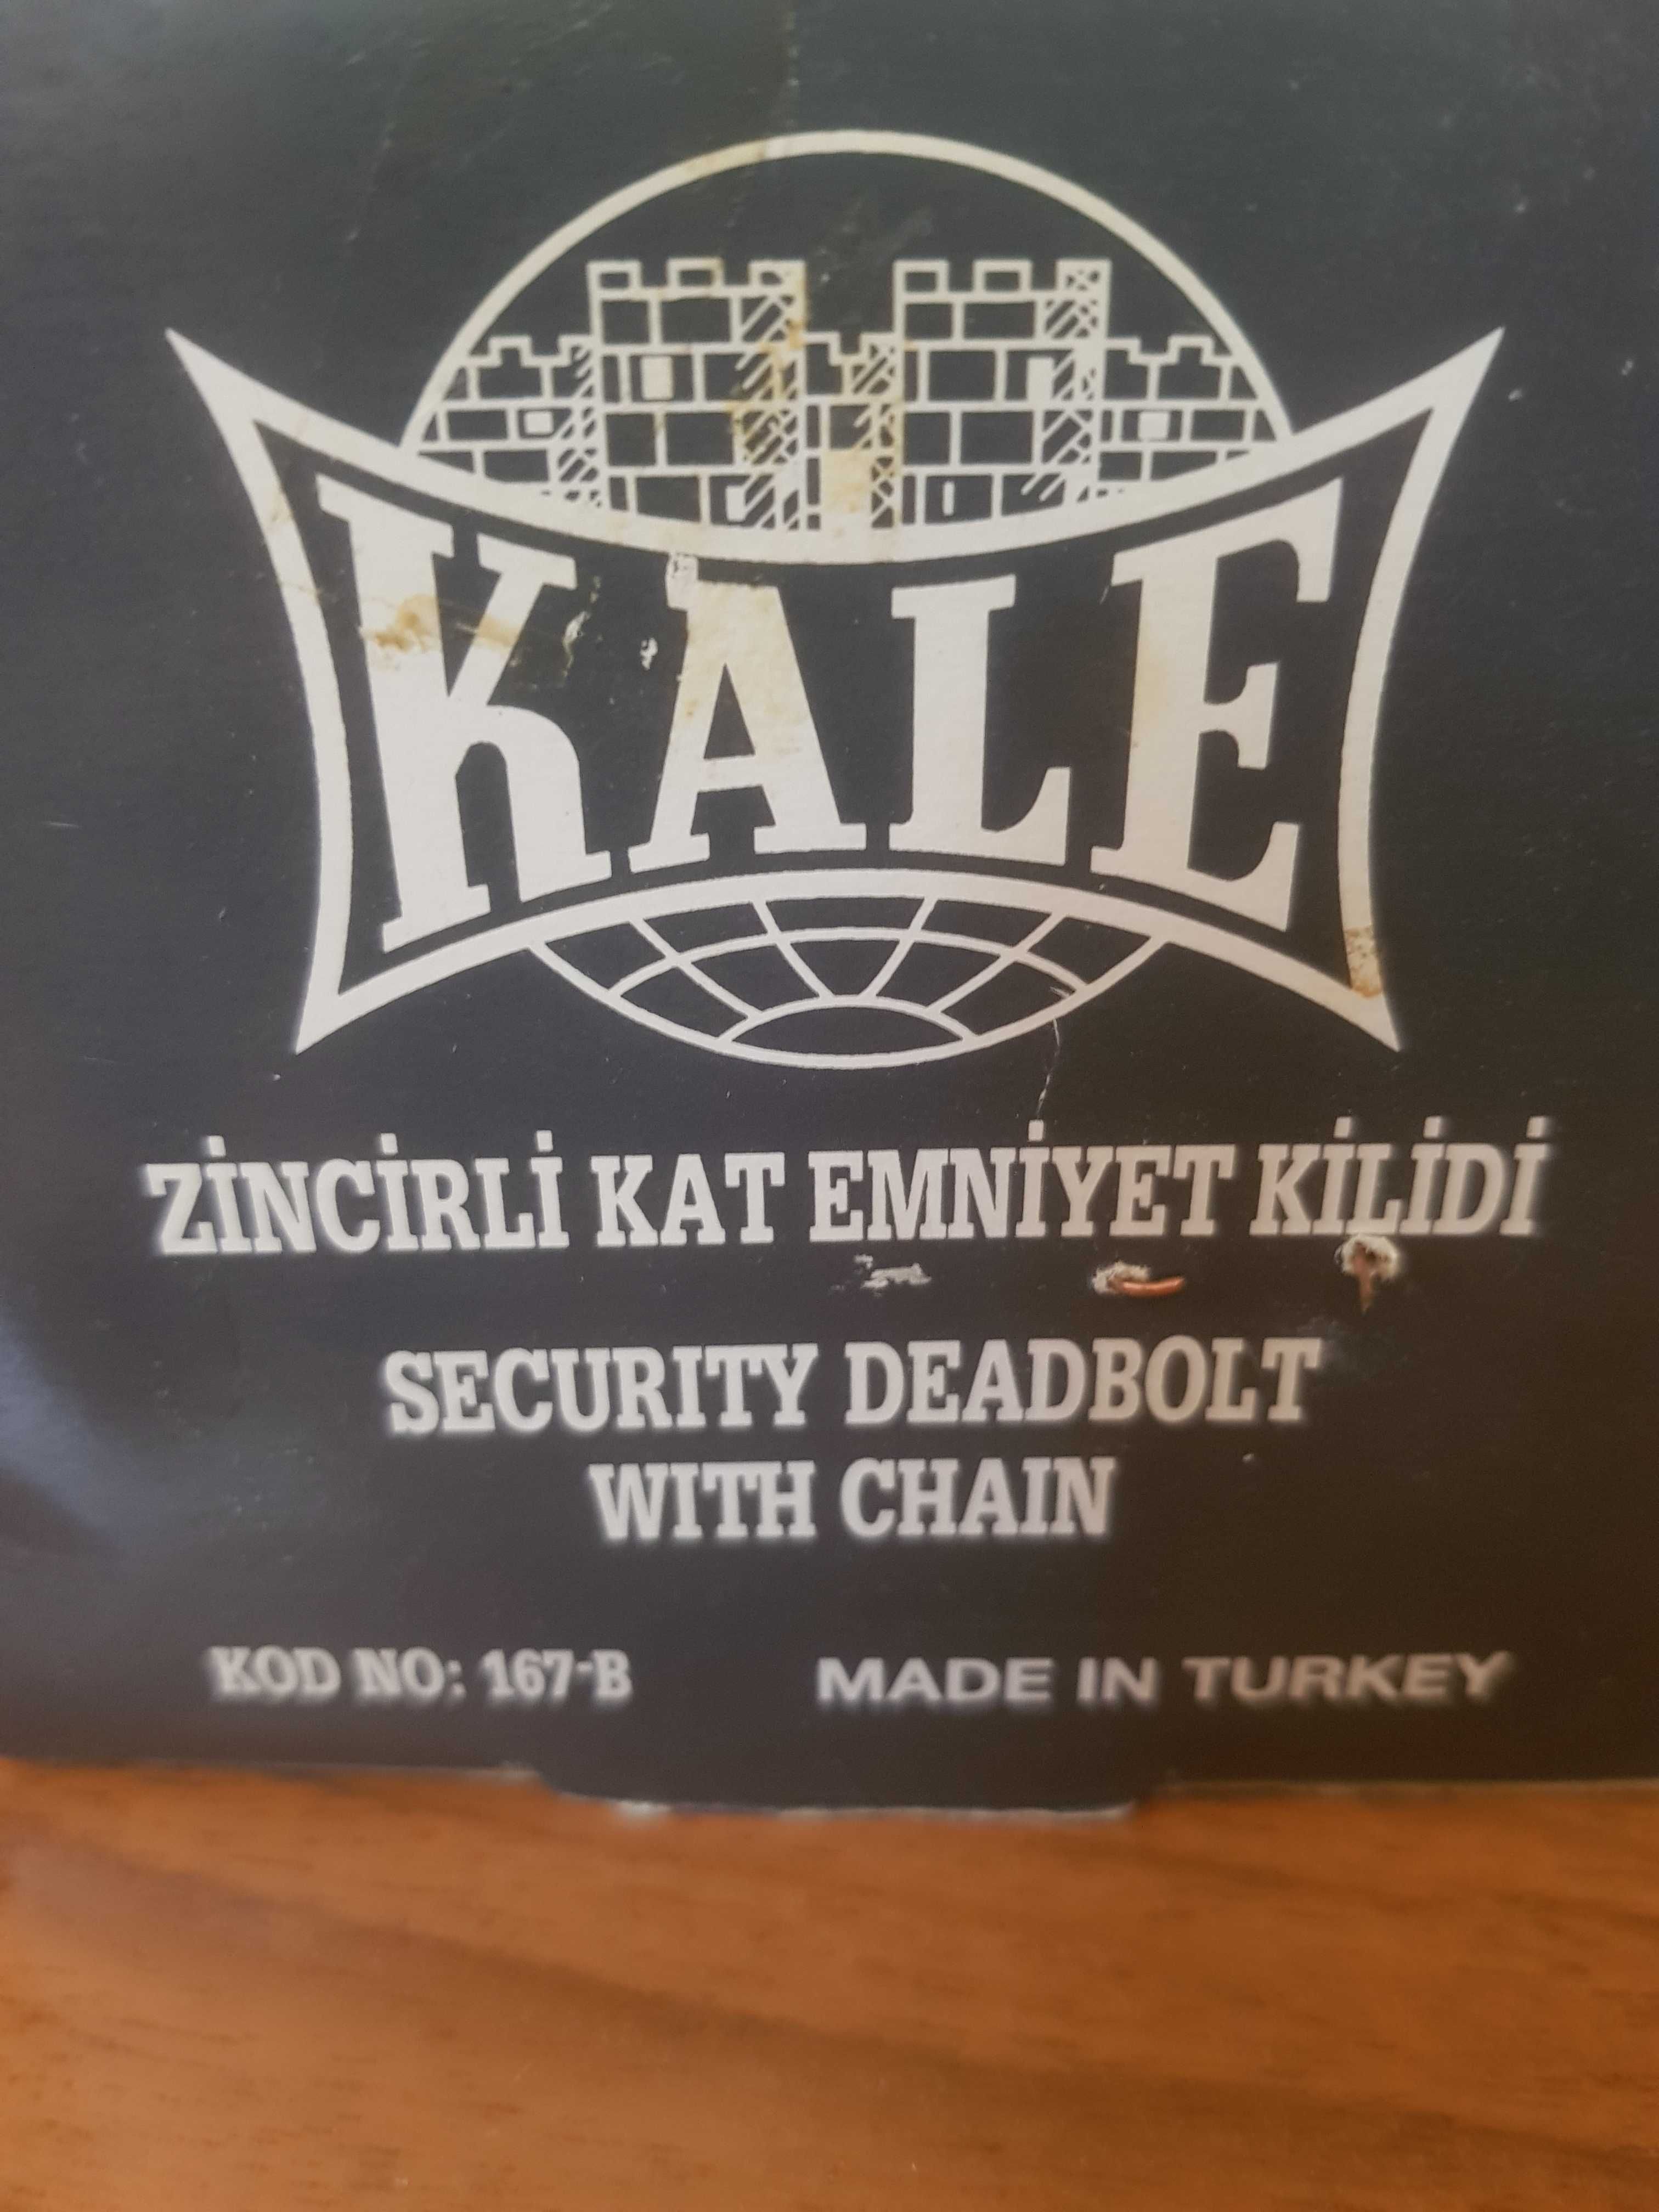 KALE
ZİNCİRLİ KAT EMNİYET KİLİDİ
SECURITY DEADBOLT
WITH CHAIN
KOD NO: 167-B
MADE IN TURKEY